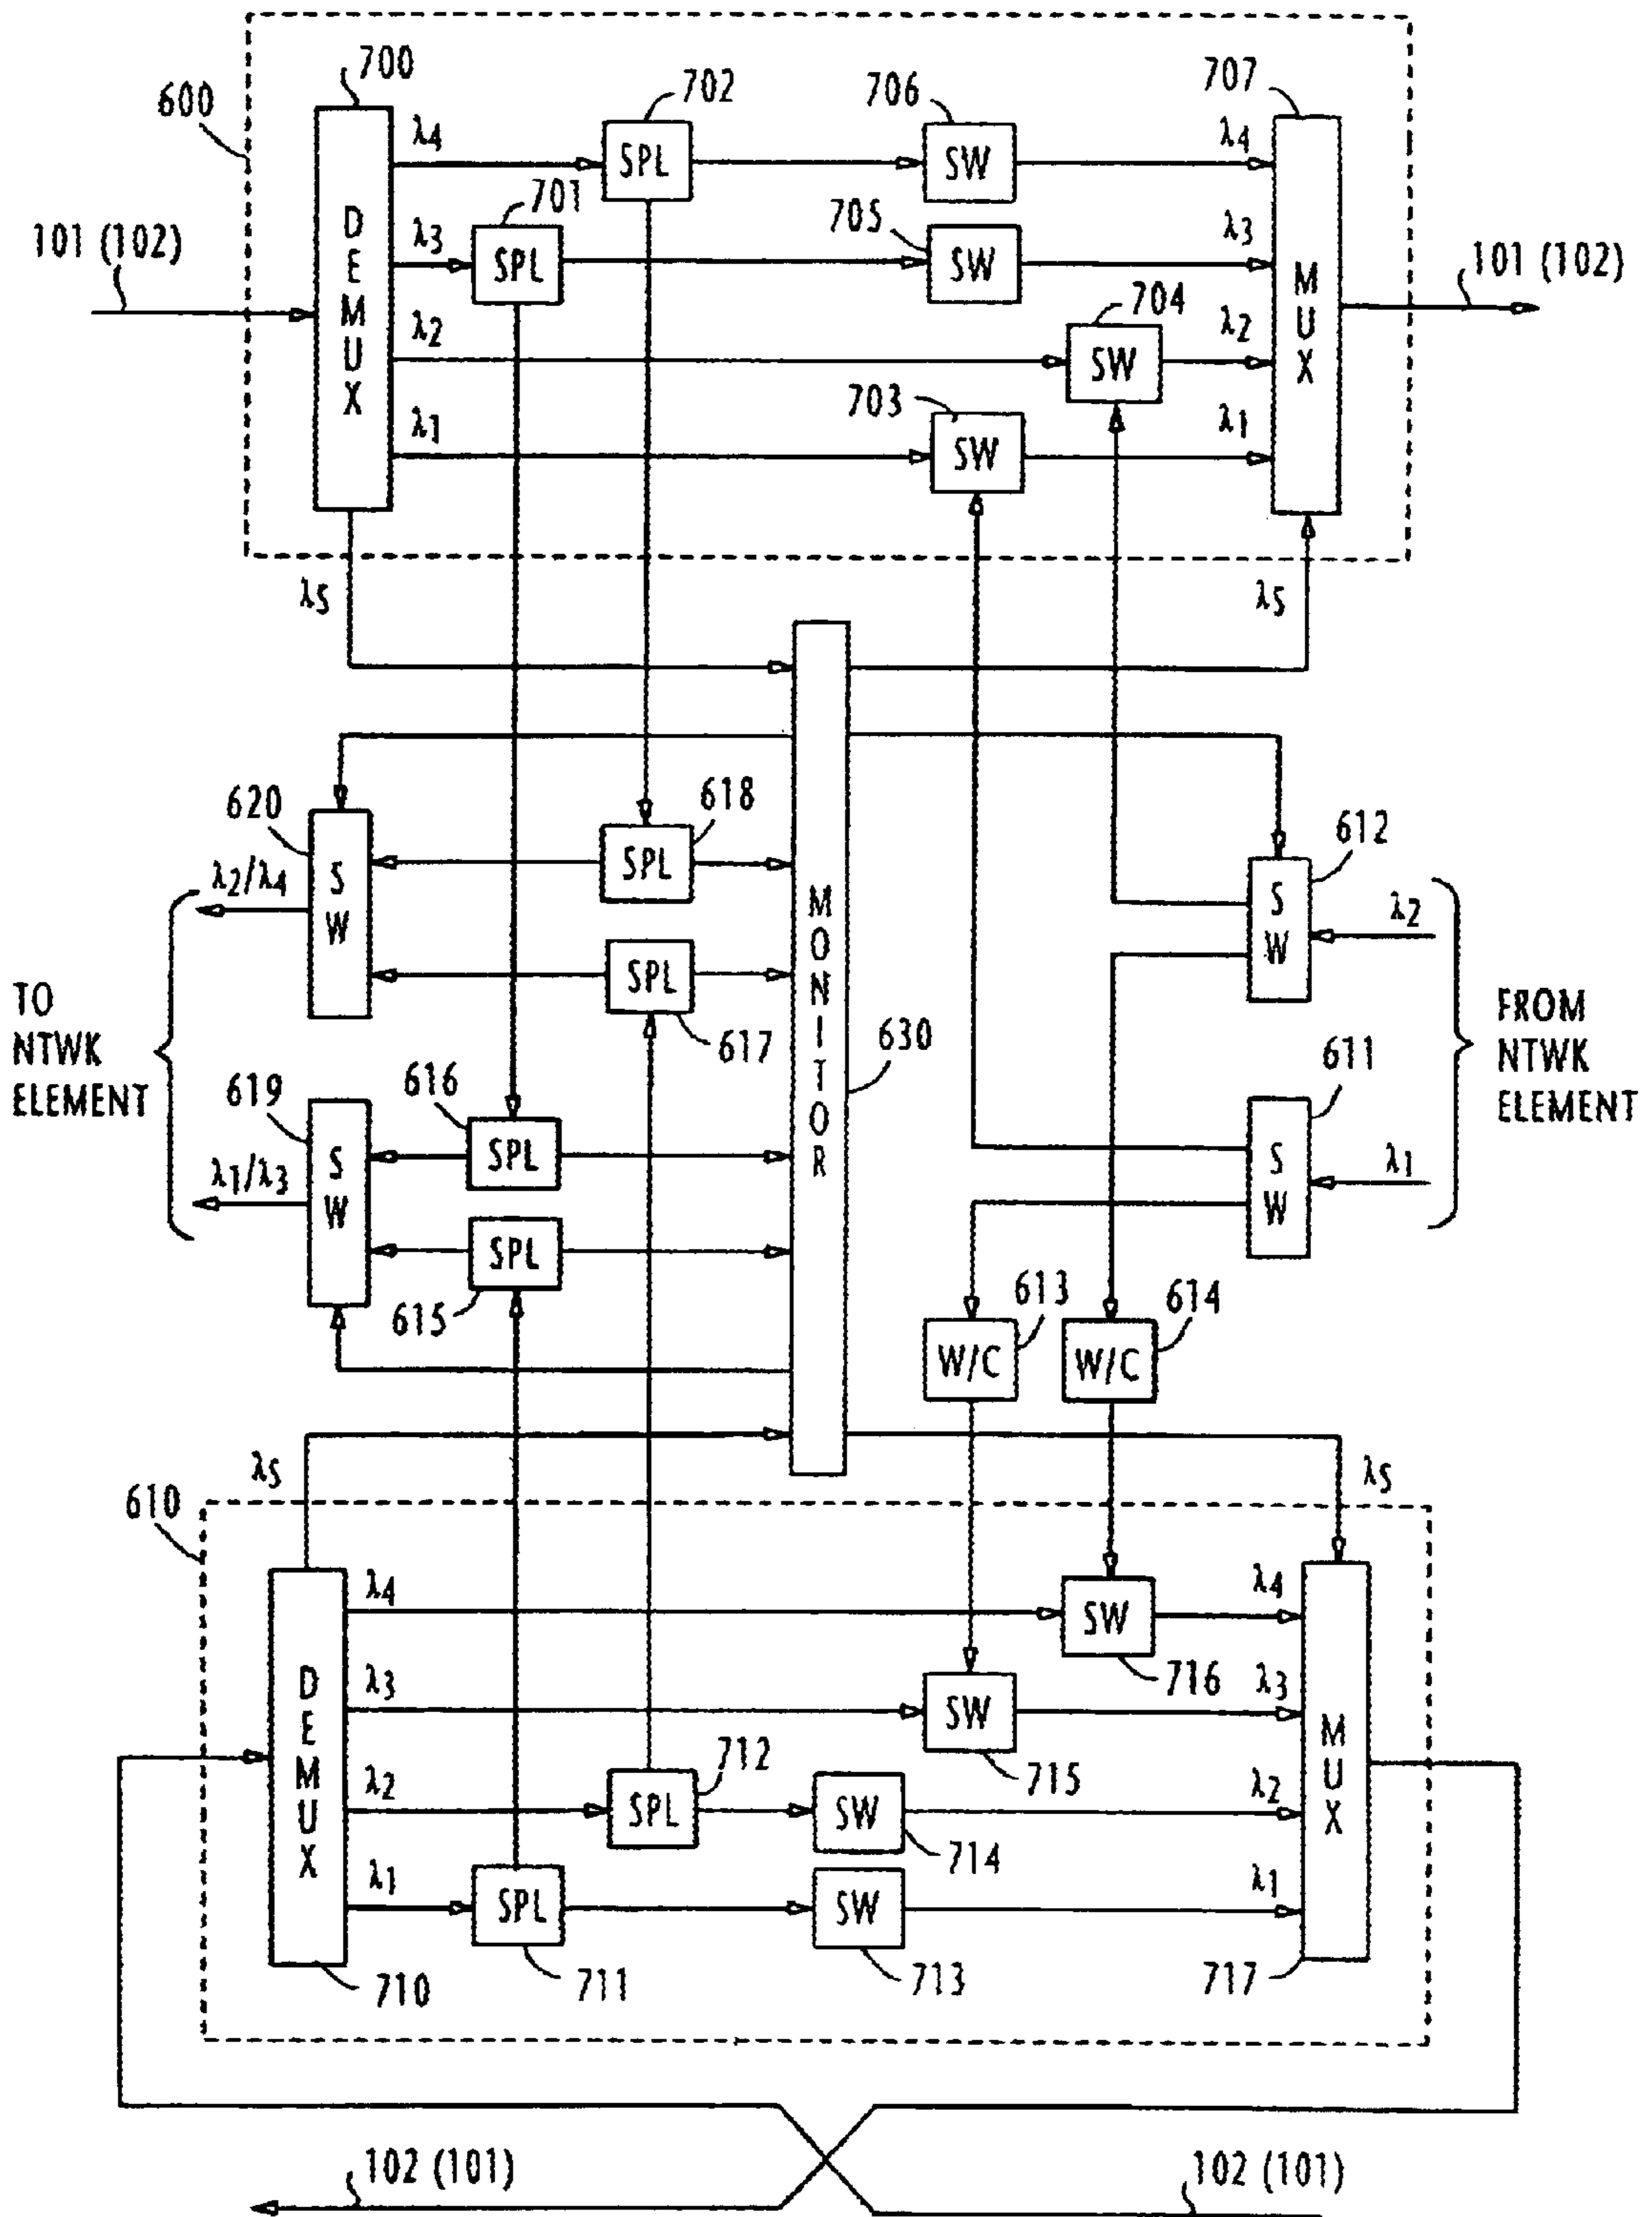 700
600
702
706
707
λ4
SPL
SW
λ4
701
705
DEMUX
λ3
SPL
SW
λ3
MUX
101 (102)
101 (102)
704
λ2
SW
λ2
703
λ1
SW
λ1
λS
λS
620
618
612
λ2/λ4
SW
SPL
SW
λ2
MONITOR
SPL
617
630
TO
NTWK
ELEMENT
FROM
NTWK
ELEMENT
619
616
611
SW
SPL
SW
λ1
λ1/λ3
SPL
615
613
614
W/C
W/C
λS
λS
610
λ4
SW
λ4
716
DEMUX
λ3
SW
λ3
MUX
715
712
λ2
SPL
SW
λ2
714
λ1
SPL
SW
λ1
710
711
713
717
102 (101)
102 (101)